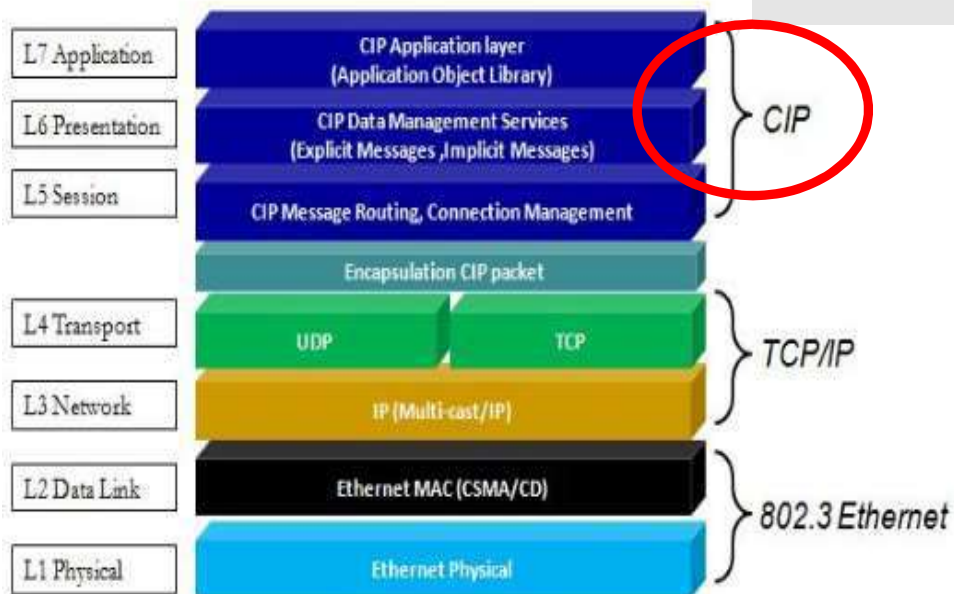 L7 Application
CIP Application layer
(Application Object Library)
L6 Presentation
CIP Data Management Services
(Explicit Messages ,Implicit Messages)
CIP
L5 Session
CIP Message Routing, Connection Management
Encapsulation CIP packet
L4 Transport
UDP
TCP
TCP/IP
L3 Network
IP (Multi-cast/IP)
L2 Data Link
Ethernet MAC (CSMA/CD)
802.3 Ethernet
L1 Physical
Ethernet Physical